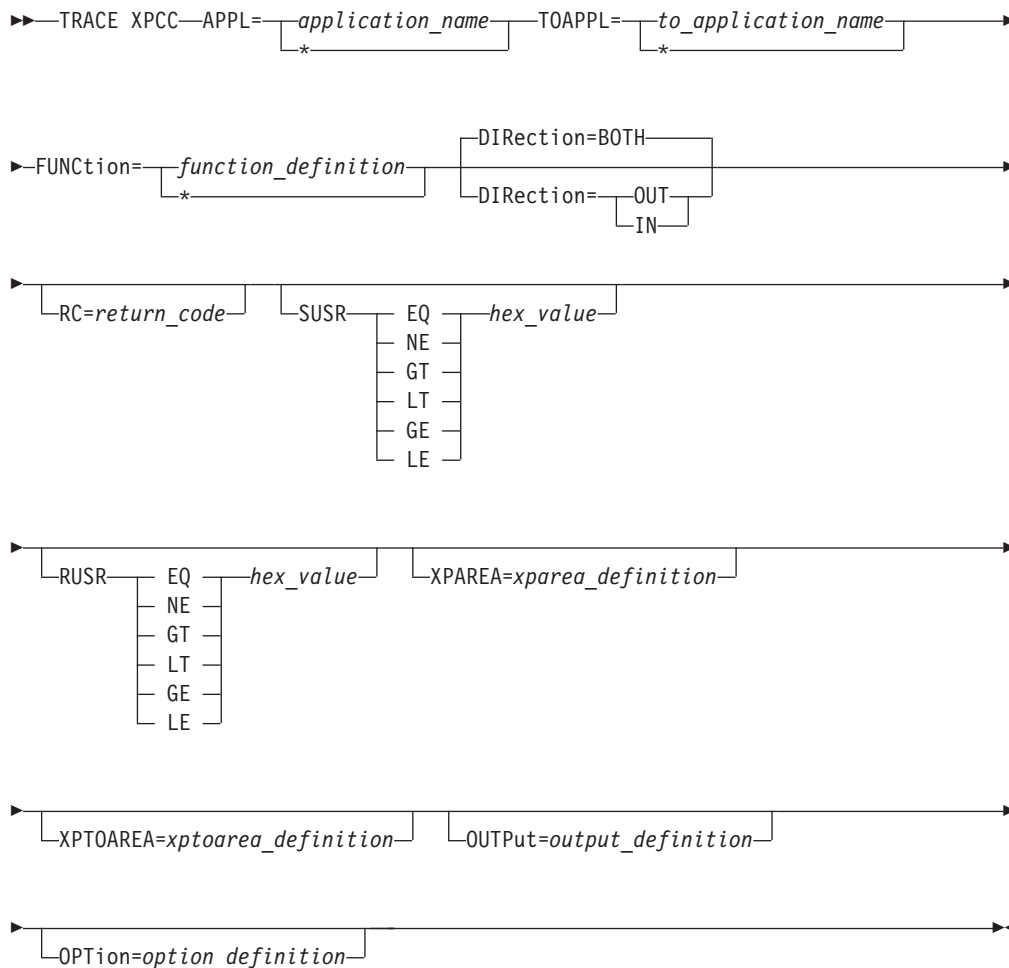 TRACE XPCC APPL= application_name TOAPPL= to_application_name
* *
DIRection=BOTH
FUNCtion= function_definition
* DIRection= OUT
IN
RC=return_code SUSR EQ hex_value
NE
GT
LT
GE
LE
RUSR EQ hex_value XPAREA=xparea_definition
NE
GT
LT
GE
LE
XPTOAREA=xptoarea_definition OUTPut=output_definition
OPTion=option definition